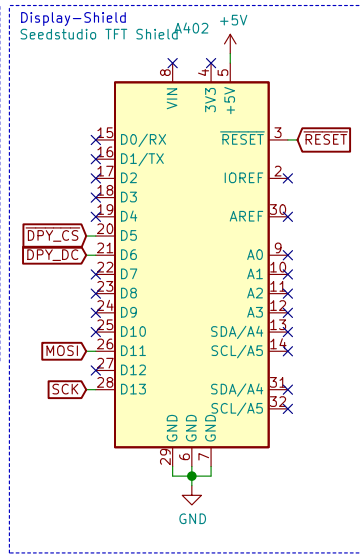 Display-Shield
A402
+5V
Seedstudio TFT Shield
8
4
5
VIN
3V3
+5V
15 D0/RX
RESET 3
RESET
16 D1/TX
17 D2
IOREF 2
18 D3
19 D4
AREF 30
DPY_CS
20 D5
DPY_DC
21 D6
A0 9
22 D7
A1 10
23 D8
A2 11
24 D9
A3 12
25 D10
SDA/A4 13
MOSI
26 D11
SCL/A5 14
27 D12
SCK
28 D13
SDA/A4 31
SCL/A5 32
GND
GND
GND
29
6
7
GND